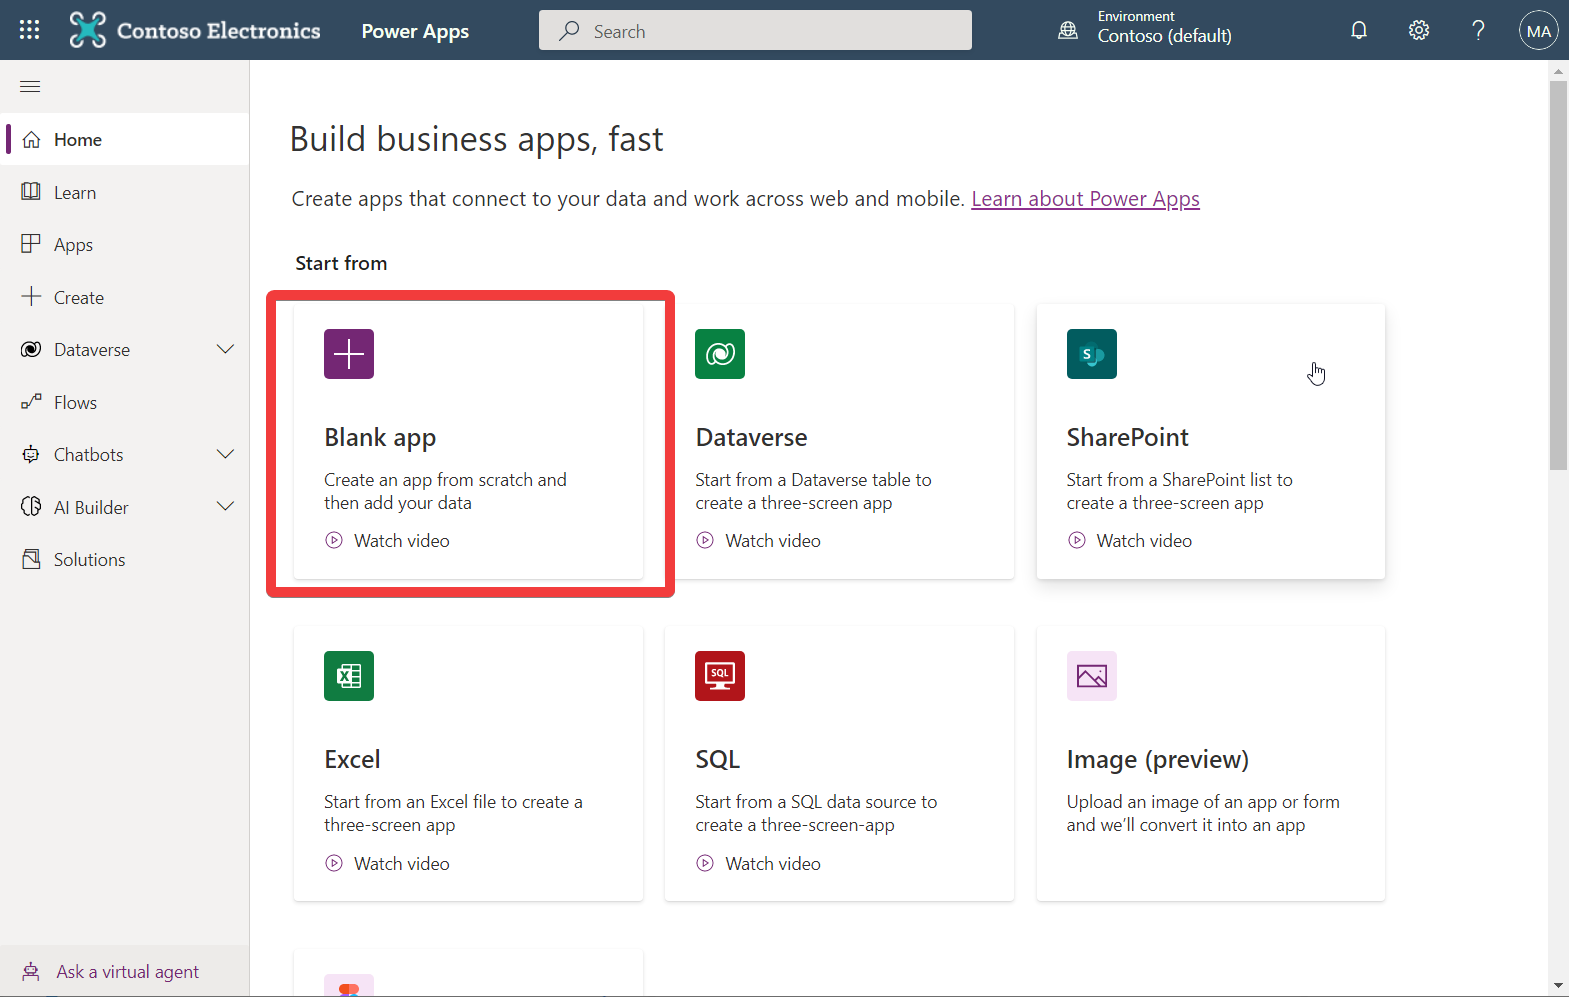 Contoso Electronics
Power Apps
Search
Environment
Contoso (default)
MA
Home
Learn
Apps
Create
Dataverse
Flows
Chatbots
AI Builder
Solutions
Ask a virtual agent
Build business apps, fast
Create apps that connect to your data and work across web and mobile. Learn about Power Apps
Start from
Blank app
Create an app from scratch and
then add your data
Watch video
Dataverse
Start from a Dataverse table to
create a three-screen app
Watch video
S
SharePoint
Start from a SharePoint list to
create a three-screen app
Watch video
X
Excel
Start from an Excel file to create a
three-screen app
Watch video
SQL
SQL
Start from a SQL data source to
create a three-screen-app
Watch video
Image (preview)
Upload an image of an app or form
and we'll convert it into an app